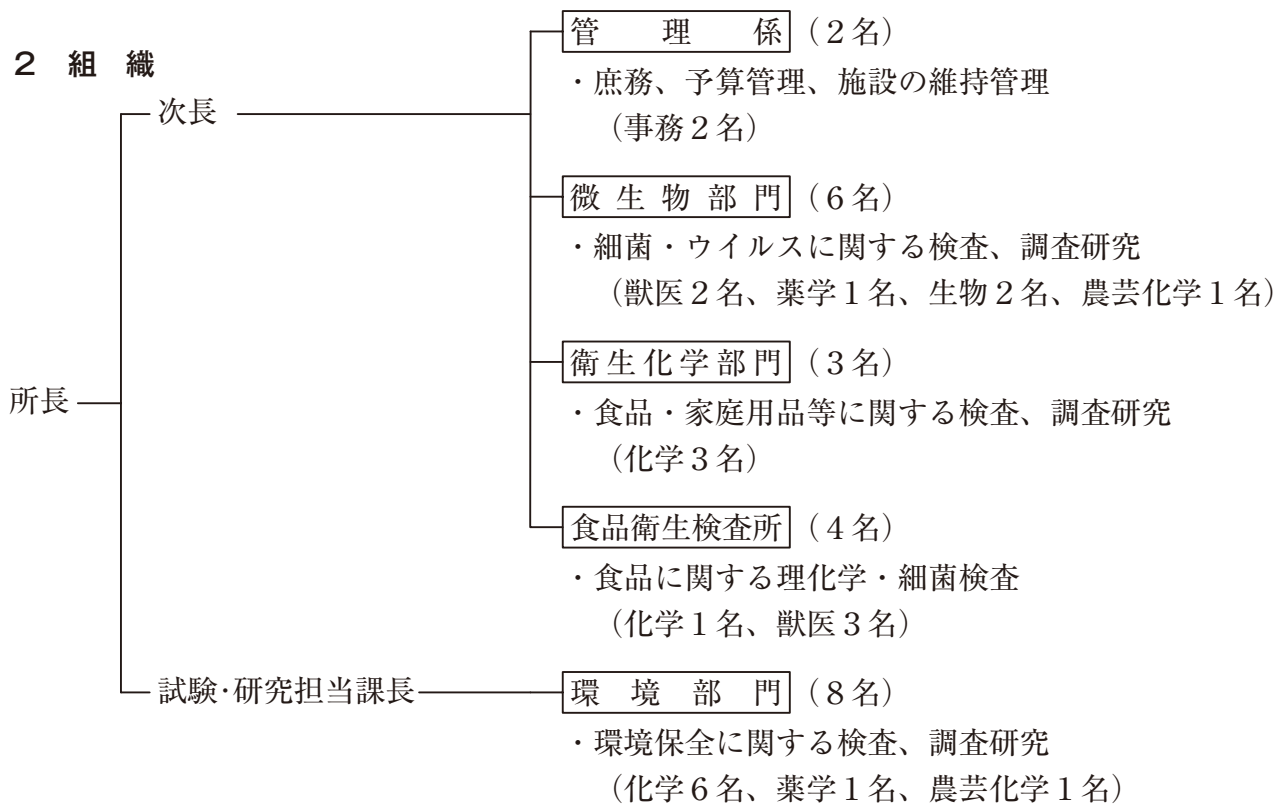 2 組織
所長
次長
管理係(2名)
・庶務、予算管理、施設の維持管理
(事務2名)
微生物部門(6名)
・細菌・ウイルスに関する検査、調査研究
(獣医2名、薬学1名、生物2名、農芸化学1名)
衛生化学部門(3名)
・食品・家庭用品等に関する検査、調査研究
(化学3名)
食品衛生検査所(4名)
・食品に関する理化学・細菌検査
(化学1名、獣医3名)
試験・研究担当課長
環境部門(8名)
・環境保全に関する検査、調査研究
(化学6名、薬学1名、農芸化学1名)